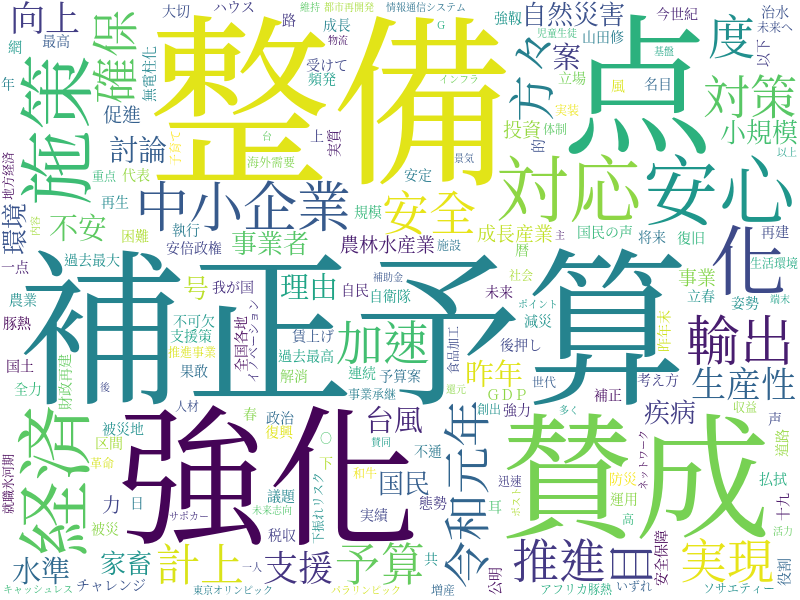 大切
ハウス
路
維持
都市再開発
情報通信システム
今世紀
治水
向上
最高
成長
G
強靱
自然災害
児童生徒
未来へ
網
無電柱化
確保
整備
物流
山田修
基盤
案
度
以下
年
施策
受けて
頻発
インフラ
方々
点
立場
風
名目
対策
促進
子育て
台
上
実質
投資
体制
実装
小規模
地方経済
討論
海外需要
景気
的
以上
重点
代表
中小企業
安定
対応
安心
環境
再生
規模
安全
内容
不安
困難
執行
施設
成長産業
主
国民の声
将来
復旧
再建
化
一点
安倍政権
事業者
農林水産業
暦
生活環境
過去最大
号
我が国
理由
自民
補助金
未来
社会
事業
端末
農業
自衛隊
立春
姿勢
豚熱
不可欠
補正予算
ポイント
減災
昨年末
支援策
全国各地
イノベーション
賃上げ
加速
食品加工
後押し
輸出
国土
推進事業
過去最高
財政再建
果敢
解消
連続
予算案
昨年
世代
考え方
生産性
全力
後
事業承継
還元
GDP
補正
収益
経済
人材
春
政治
台風
創出
強力
多く
疾病
声
被災地
強化
復興
〇
下
賛同
不通
賛成
区間
革命
就職氷河期
和牛
国民
令和元年
迅速
防災
ネットワーク
道路
払拭
力
日
サポカー
議題
未来志向
下振れリスク
態勢
耳
ポスト
運用
高
十九
被災
税収
実績
活力
水準
家畜
計上
一人
支援
予算
共
公明
推進
目
安全保障
実現
役割
キャッシュレス
チャレンジ
東京オリンピック
パラリンピック
増産
アフリカ豚熱
いずれ
ソサエティー